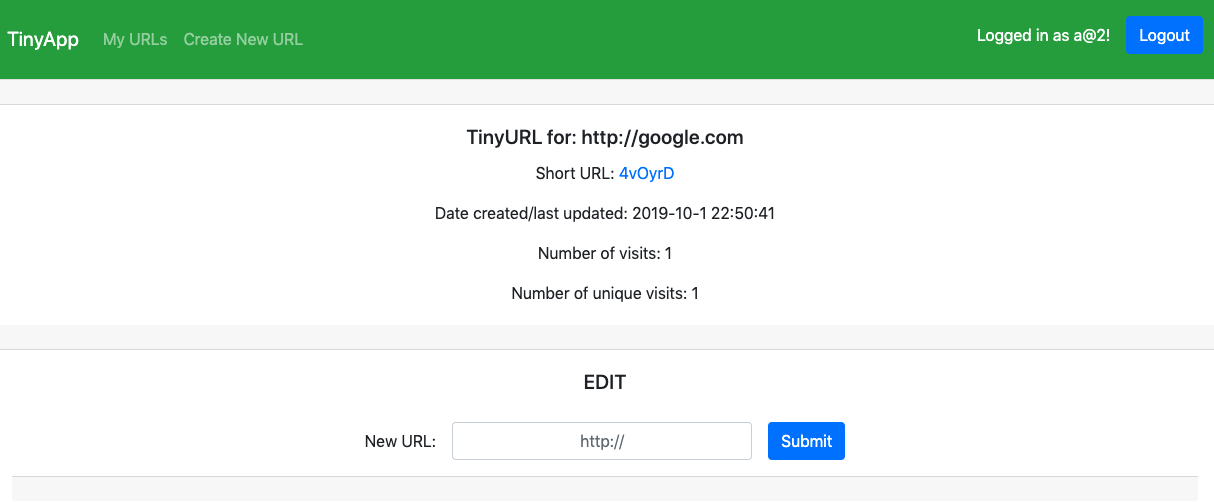 TinyApp My URLs Create New URL Logged in as a@2! Logout
TinyURL for: http://google.com
Short URL: 4vOyrD
Date created/last updated: 2019-10-1 22:50:41
Number of visits: 1
Number of unique visits: 1
EDIT
New URL: http:// Submit